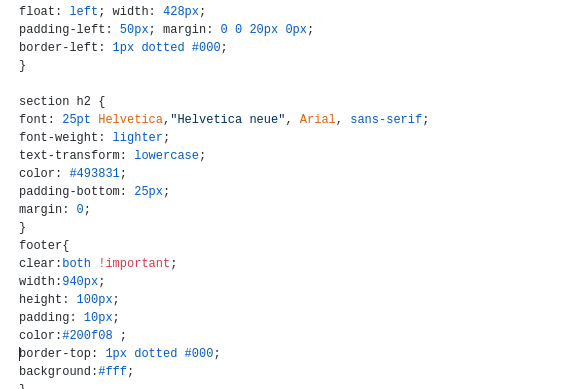 float: left; width: 428px;
padding-left: 50px; margin: 0 0 20px 0px;
border-left: 1px dotted #000;
}
section h2 {
font: 25pt Helvetica,"Helvetica neue", Arial, sans-serif;
font-weight: lighter;
text-transform: lowercase;
color: #493831;
padding-bottom: 25px;
margin: 0;
}
footer{
clear:both !important;
width:940px;
height: 100px;
padding: 10px;
color:#200f08 ;
border-top: 1px dotted #000;
background:#fff;
}